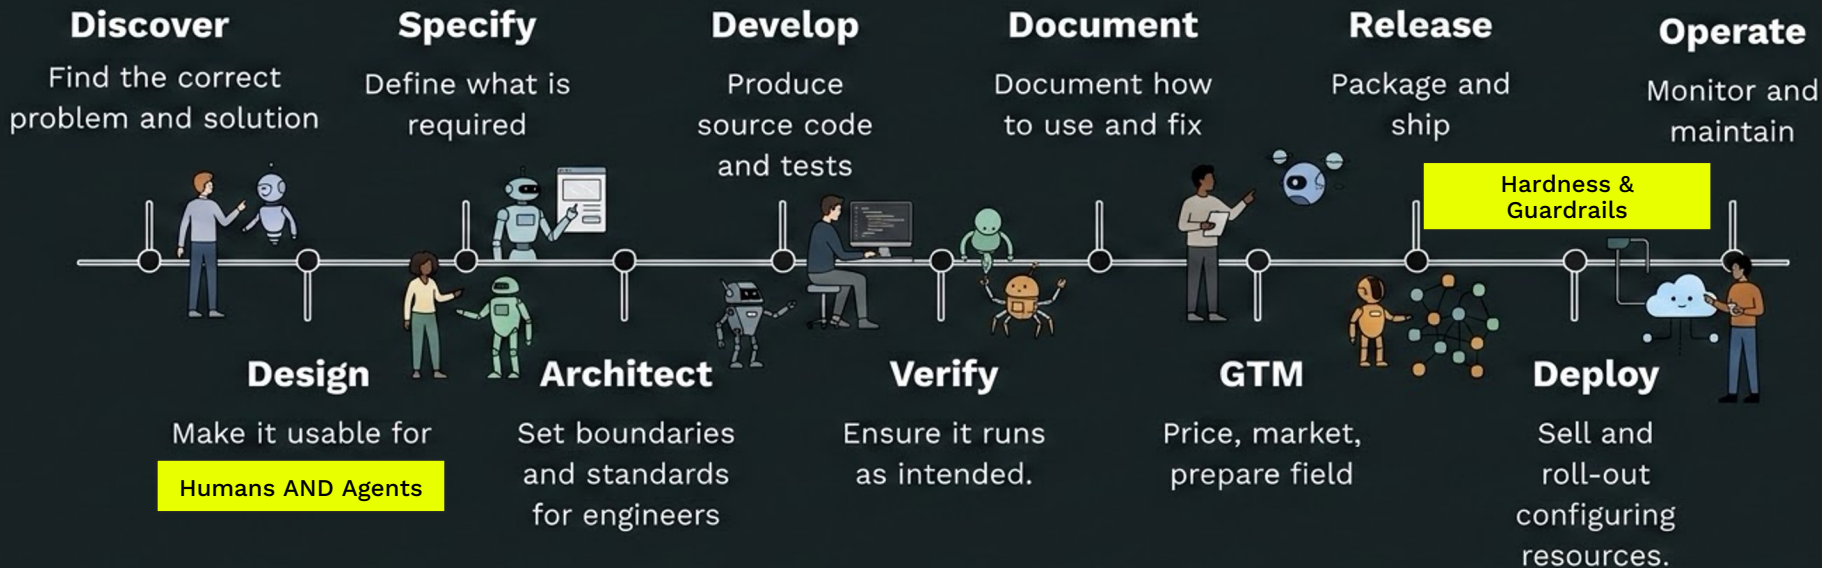 Discover
Find the correct
problem and solution
Specify
Define what is
required
Develop
Produce
source code
and tests
Document
Document how
to use and fix
Release
Package and
ship
Operate
Monitor and
maintain
Hardness &
Guardrails
Design
Make it usable for
Humans AND Agents
Architect
Set boundaries
and standards
for engineers
Verify
Ensure it runs
as intended.
GTM
Price, market,
prepare field
Deploy
Sell and
roll-out
configuring
resources.